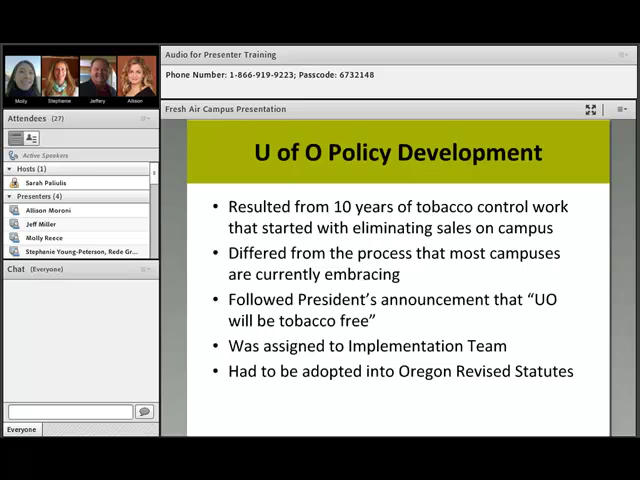 Molly
Stephanie
Jeffery
Allison
Attendees (27)
Active Speakers
Hosts (1)
Sarah Paliulis
Presenters (4)
Allison Moroni
Jeff Miller
Molly Reece
Stephanie Young-Peterson, Rede Gr...
Chat (Everyone)
Everyone
Audio for Presenter Training
Phone Number: 1-866-919-9223; Passcode: 6732148
Fresh Air Campus Presentation
U of O Policy Development
• Resulted from 10 years of tobacco control work
that started with eliminating sales on campus
• Differed from the process that most campuses
are currently embracing
• Followed President’s announcement that “UO
will be tobacco free”
• Was assigned to Implementation Team
• Had to be adopted into Oregon Revised Statutes